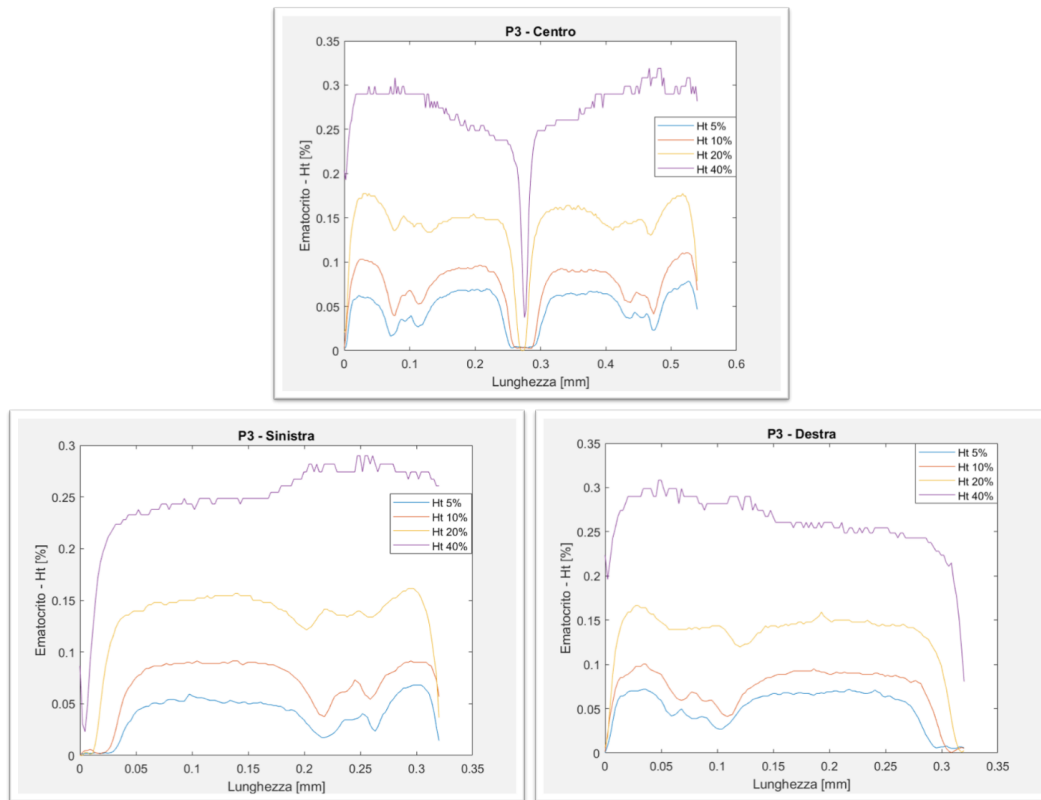 P3 - Centro
0.35
0.3
0.25
0.2
0.15
0.1
0.05
0
Ematocrito - Ht [%]
Ht 5%
Ht 10%
Ht 20%
Ht 40%
0 0.1 0.2 0.3 0.4 0.5 0.6
Lunghezza [mm]
P3 - Sinistra
0.3
0.25
0.2
0.15
0.1
0.05
0
Ematocrito - Ht [%]
Ht 5%
Ht 10%
Ht 20%
Ht 40%
0 0.05 0.1 0.15 0.2 0.25 0.3 0.35
Lunghezza [mm]
P3 - Destra
0.35
0.3
0.25
0.2
0.15
0.1
0.05
0
Ematocrito - Ht [%]
Ht 5%
Ht 10%
Ht 20%
Ht 40%
0 0.05 0.1 0.15 0.2 0.25 0.3 0.35
Lunghezza [mm]